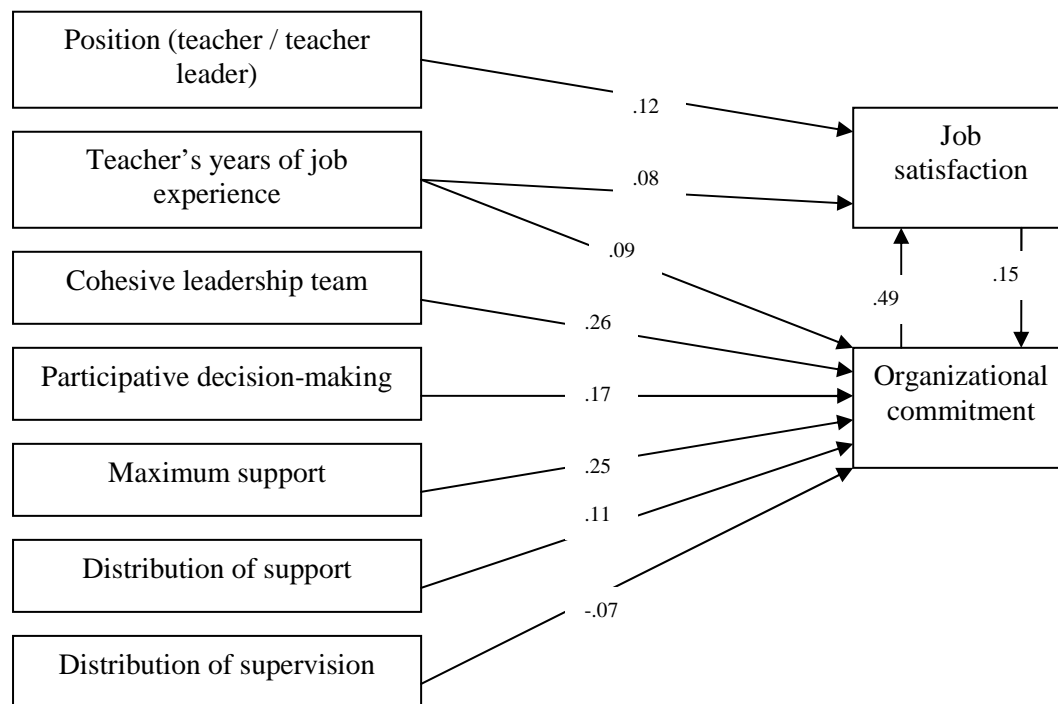 Position (teacher / teacher
leader)
.12
Job
satisfaction
Teacher’s years of job
experience
.08
.09
Cohesive leadership team
.26
.49
.15
Participative decision-making
.17
Organizational
commitment
Maximum support
.25
.11
Distribution of support
-.07
Distribution of supervision